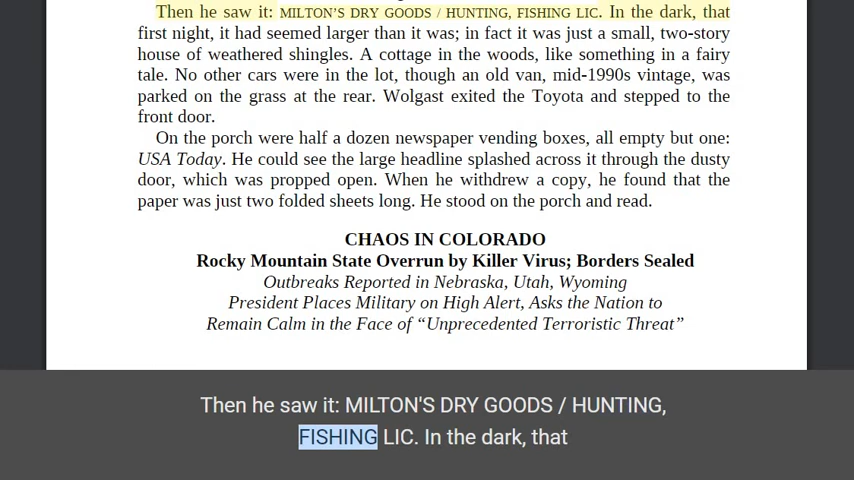 Then he saw it: MILTON’S DRY GOODS / HUNTING, FISHING LIC. In the dark, that
first night, it had seemed larger than it was; in fact it was just a small, two-story
house of weathered shingles. A cottage in the woods, like something in a fairy
tale. No other cars were in the lot, though an old van, mid-1990s vintage, was
parked on the grass at the rear. Wolgast exited the Toyota and stepped to the
front door.
On the porch were half a dozen newspaper vending boxes, all empty but one:
USA Today. He could see the large headline splashed across it through the dusty
door, which was propped open. When he withdrew a copy, he found that the
paper was just two folded sheets long. He stood on the porch and read.
CHAOS IN COLORADO
Rocky Mountain State Overrun by Killer Virus; Borders Sealed
Outbreaks Reported in Nebraska, Utah, Wyoming
President Places Military on High Alert, Asks the Nation to
Remain Calm in the Face of “Unprecedented Terroristic Threat”
Then he saw it: MILTON'S DRY GOODS / HUNTING,
FISHING LIC. In the dark, that